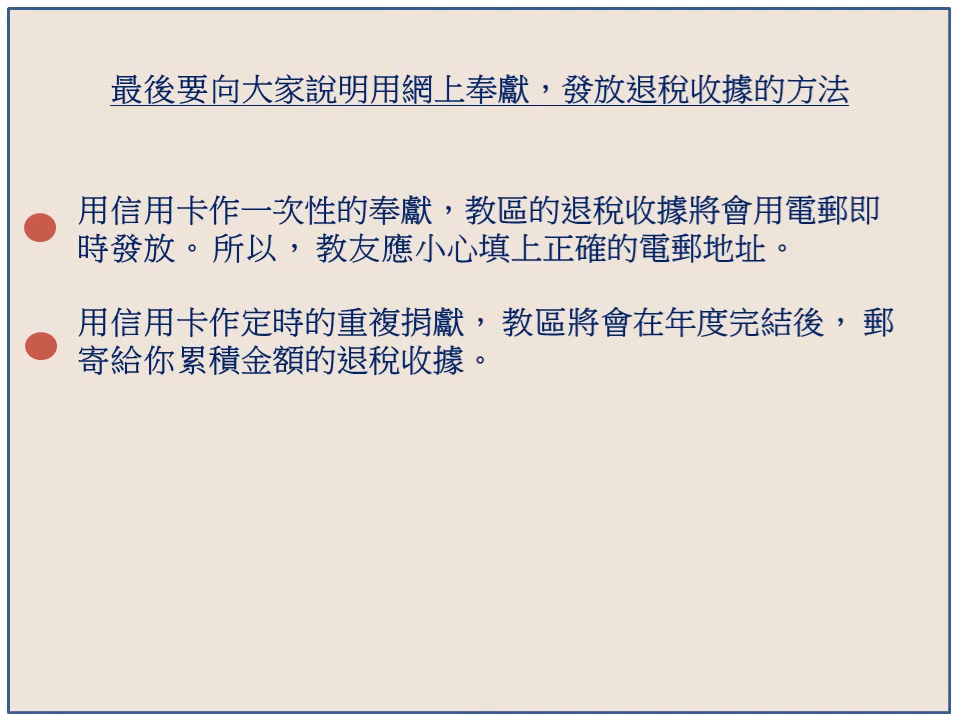 最後要向大家說明用網上奉獻，發放退稅收據的方法
用信用卡作一次性的奉獻，教區的退稅收據將會用電郵即
時發放。所以， 教友應小心填上正確的電郵地址。
用信用卡作定時的重複捐獻， 教區將會在年度完結後， 郵
寄給你累積金額的退稅收據。